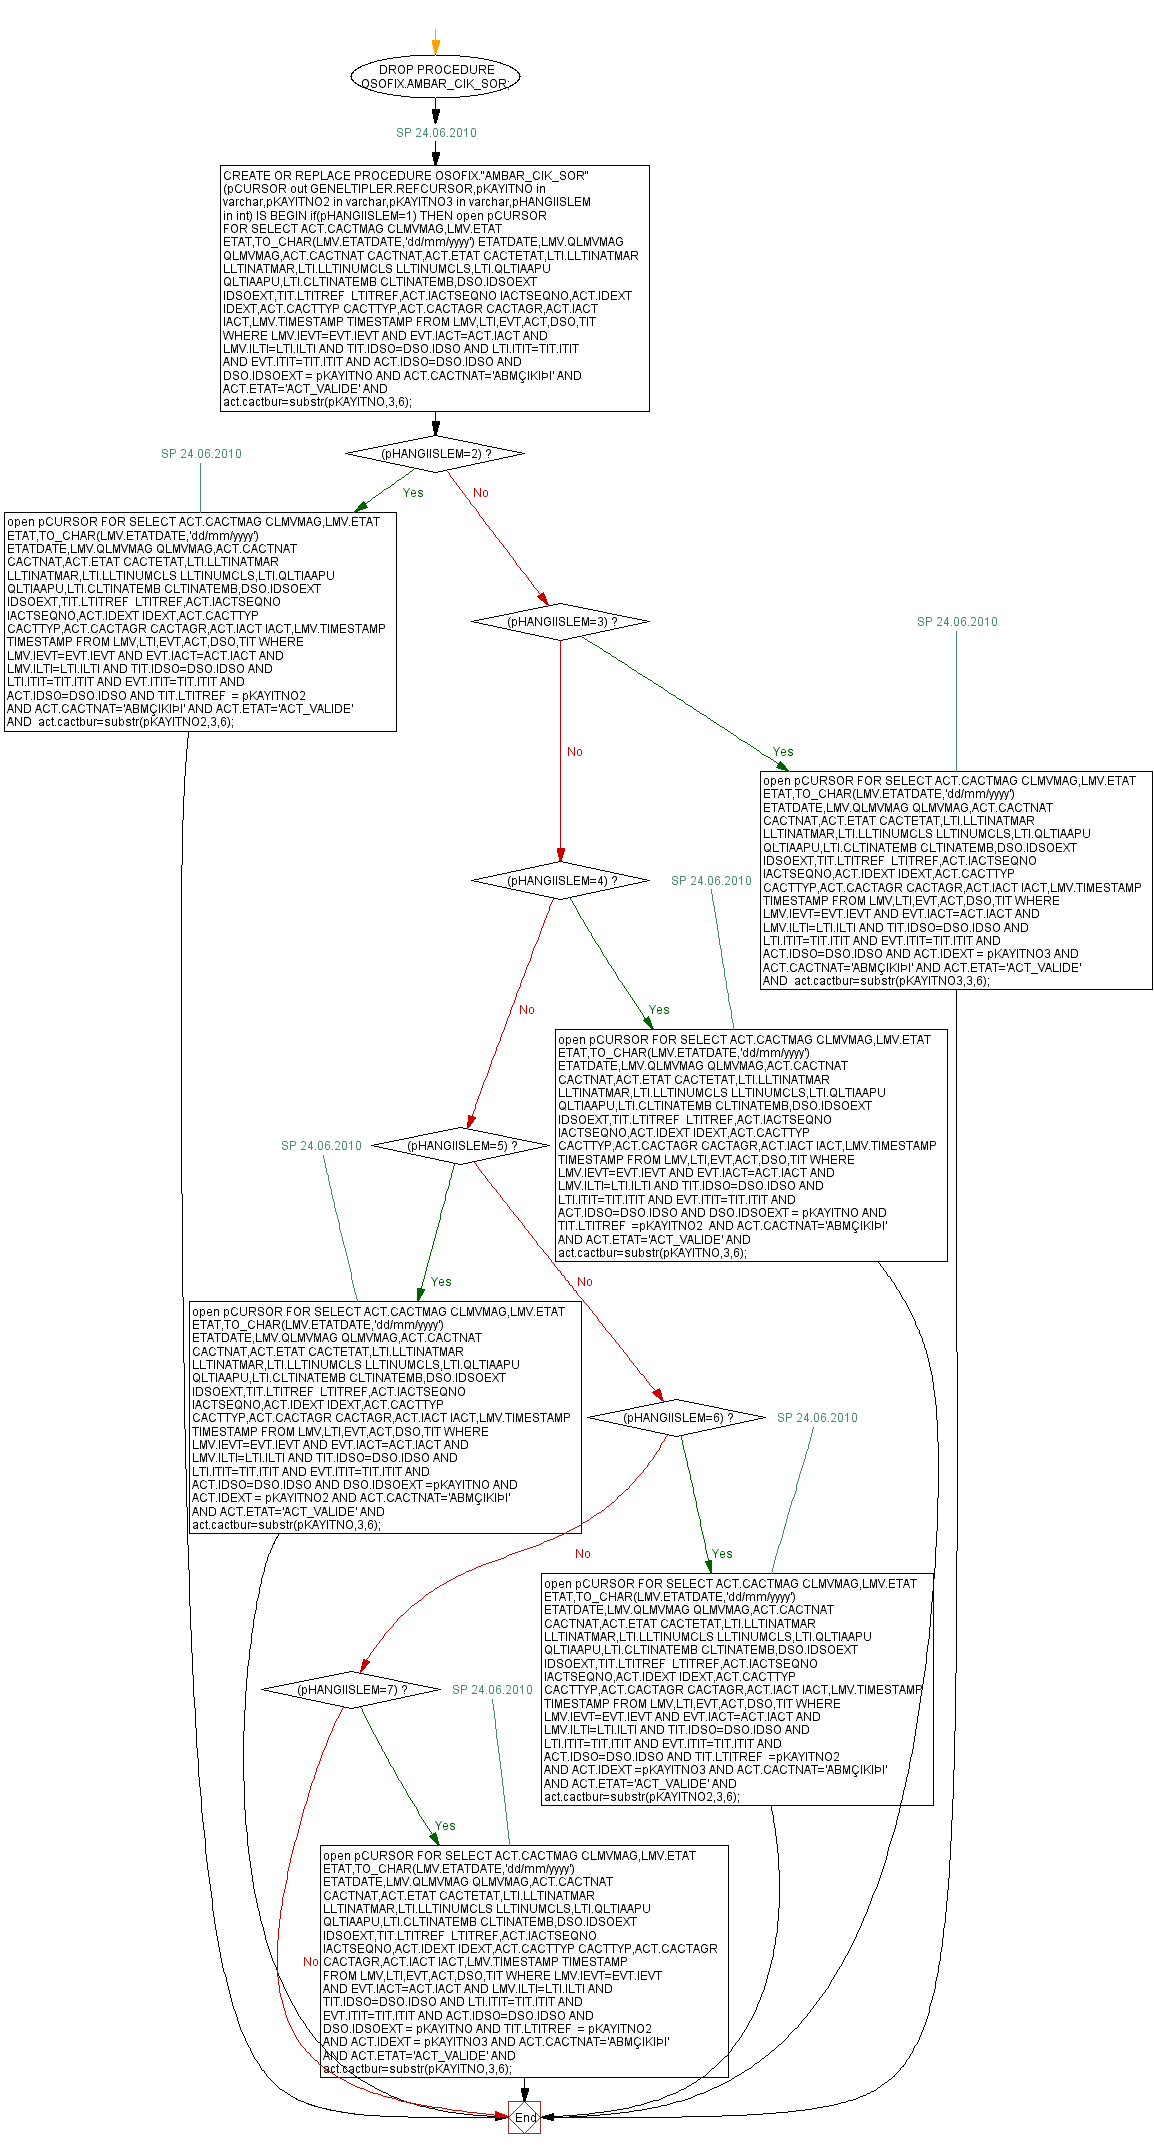 DROP PROCEDURE
OSOFIX.AMBAR_CIK_SOR;
SP 24.06.2010
CREATE OR REPLACE PROCEDURE OSOFIX."AMBAR_CIK_SOR"
(pCURSOR out GENELTIPLER.REFCURSOR,pKAYITNO in
varchar,pKAYITNO2 in varchar,pKAYITNO3 in varchar,pHANGIISLEM
in int) IS BEGIN if(pHANGIISLEM=1) THEN open pCURSOR
FOR SELECT ACT.CACTMAG CLMVMAG,LMV.ETAT
ETAT,TO_CHAR(LMV.ETATDATE,'dd/mm/yyyy') ETATDATE,LMV.QLMVMAG
QLMVMAG,ACT.CACTNAT CACTNAT,ACT.ETAT CACTETAT,LTI.LLTINATMAR
LLTINATMAR,LTI.LLTINUMCLS LLTINUMCLS,LTI.QLTIAAPU
QLTIAAPU,LTI.CLTINATEMB CLTINATEMB,DSO.IDSOEXT
IDSOEXT,TIT.LTITREF  LTITREF,ACT.IACTSEQNO IACTSEQNO,ACT.IDEXT
IDEXT,ACT.CACTTYP CACTTYP,ACT.CACTAGR CACTAGR,ACT.IACT
IACT,LMV.TIMESTAMP TIMESTAMP FROM LMV,LTI,EVT,ACT,DSO,TIT
WHERE LMV.IEVT=EVT.IEVT AND EVT.IACT=ACT.IACT AND
LMV.ILTI=LTI.ILTI AND TIT.IDSO=DSO.IDSO AND LTI.ITIT=TIT.ITIT
AND EVT.ITIT=TIT.ITIT AND ACT.IDSO=DSO.IDSO AND
DSO.IDSOEXT = pKAYITNO AND ACT.CACTNAT='ABMÇIKIÞI' AND
ACT.ETAT='ACT_VALIDE' AND
act.cactbur=substr(pKAYITNO,3,6);
(pHANGIISLEM=2) ?
SP 24.06.2010
Yes
No
open pCURSOR FOR SELECT ACT.CACTMAG CLMVMAG,LMV.ETAT
ETAT,TO_CHAR(LMV.ETATDATE,'dd/mm/yyyy')
ETATDATE,LMV.QLMVMAG QLMVMAG,ACT.CACTNAT
CACTNAT,ACT.ETAT CACTETAT,LTI.LLTINATMAR
LLTINATMAR,LTI.LLTINUMCLS LLTINUMCLS,LTI.QLTIAAPU
QLTIAAPU,LTI.CLTINATEMB CLTINATEMB,DSO.IDSOEXT
IDSOEXT,TIT.LTITREF  LTITREF,ACT.IACTSEQNO
IACTSEQNO,ACT.IDEXT IDEXT,ACT.CACTTYP
CACTTYP,ACT.CACTAGR CACTAGR,ACT.IACT IACT,LMV.TIMESTAMP
TIMESTAMP FROM LMV,LTI,EVT,ACT,DSO,TIT WHERE
LMV.IEVT=EVT.IEVT AND EVT.IACT=ACT.IACT AND
LMV.ILTI=LTI.ILTI AND TIT.IDSO=DSO.IDSO AND
LTI.ITIT=TIT.ITIT AND EVT.ITIT=TIT.ITIT AND
ACT.IDSO=DSO.IDSO AND TIT.LTITREF  = pKAYITNO2
AND ACT.CACTNAT='ABMÇIKIÞI' AND ACT.ETAT='ACT_VALIDE'
AND  act.cactbur=substr(pKAYITNO2,3,6);
(pHANGIISLEM=3) ?
SP 24.06.2010
No
Yes
open pCURSOR FOR SELECT ACT.CACTMAG CLMVMAG,LMV.ETAT
ETAT,TO_CHAR(LMV.ETATDATE,'dd/mm/yyyy')
ETATDATE,LMV.QLMVMAG QLMVMAG,ACT.CACTNAT
CACTNAT,ACT.ETAT CACTETAT,LTI.LLTINATMAR
LLTINATMAR,LTI.LLTINUMCLS LLTINUMCLS,LTI.QLTIAAPU
QLTIAAPU,LTI.CLTINATEMB CLTINATEMB,DSO.IDSOEXT
IDSOEXT,TIT.LTITREF  LTITREF,ACT.IACTSEQNO
IACTSEQNO,ACT.IDEXT IDEXT,ACT.CACTTYP
CACTTYP,ACT.CACTAGR CACTAGR,ACT.IACT IACT,LMV.TIMESTAMP
TIMESTAMP FROM LMV,LTI,EVT,ACT,DSO,TIT WHERE
LMV.IEVT=EVT.IEVT AND EVT.IACT=ACT.IACT AND
LMV.ILTI=LTI.ILTI AND TIT.IDSO=DSO.IDSO AND
LTI.ITIT=TIT.ITIT AND EVT.ITIT=TIT.ITIT AND
ACT.IDSO=DSO.IDSO AND ACT.IDEXT = pKAYITNO3 AND
ACT.CACTNAT='ABMÇIKIÞI' AND ACT.ETAT='ACT_VALIDE'
AND  act.cactbur=substr(pKAYITNO3,3,6);
(pHANGIISLEM=4) ?
SP 24.06.2010
No
Yes
open pCURSOR FOR SELECT ACT.CACTMAG CLMVMAG,LMV.ETAT
ETAT,TO_CHAR(LMV.ETATDATE,'dd/mm/yyyy')
ETATDATE,LMV.QLMVMAG QLMVMAG,ACT.CACTNAT
CACTNAT,ACT.ETAT CACTETAT,LTI.LLTINATMAR
LLTINATMAR,LTI.LLTINUMCLS LLTINUMCLS,LTI.QLTIAAPU
QLTIAAPU,LTI.CLTINATEMB CLTINATEMB,DSO.IDSOEXT
IDSOEXT,TIT.LTITREF  LTITREF,ACT.IACTSEQNO
IACTSEQNO,ACT.IDEXT IDEXT,ACT.CACTTYP
CACTTYP,ACT.CACTAGR CACTAGR,ACT.IACT IACT,LMV.TIMESTAMP
TIMESTAMP FROM LMV,LTI,EVT,ACT,DSO,TIT WHERE
LMV.IEVT=EVT.IEVT AND EVT.IACT=ACT.IACT AND
LMV.ILTI=LTI.ILTI AND TIT.IDSO=DSO.IDSO AND
LTI.ITIT=TIT.ITIT AND EVT.ITIT=TIT.ITIT AND
ACT.IDSO=DSO.IDSO AND DSO.IDSOEXT = pKAYITNO AND
TIT.LTITREF  =pKAYITNO2  AND ACT.CACTNAT='ABMÇIKIÞI'
AND ACT.ETAT='ACT_VALIDE' AND
act.cactbur=substr(pKAYITNO,3,6);
SP 24.06.2010
(pHANGIISLEM=5) ?
Yes
No
open pCURSOR FOR SELECT ACT.CACTMAG CLMVMAG,LMV.ETAT
ETAT,TO_CHAR(LMV.ETATDATE,'dd/mm/yyyy')
ETATDATE,LMV.QLMVMAG QLMVMAG,ACT.CACTNAT
CACTNAT,ACT.ETAT CACTETAT,LTI.LLTINATMAR
LLTINATMAR,LTI.LLTINUMCLS LLTINUMCLS,LTI.QLTIAAPU
QLTIAAPU,LTI.CLTINATEMB CLTINATEMB,DSO.IDSOEXT
IDSOEXT,TIT.LTITREF  LTITREF,ACT.IACTSEQNO
IACTSEQNO,ACT.IDEXT IDEXT,ACT.CACTTYP
CACTTYP,ACT.CACTAGR CACTAGR,ACT.IACT IACT,LMV.TIMESTAMP
TIMESTAMP FROM LMV,LTI,EVT,ACT,DSO,TIT WHERE
LMV.IEVT=EVT.IEVT AND EVT.IACT=ACT.IACT AND
LMV.ILTI=LTI.ILTI AND TIT.IDSO=DSO.IDSO AND
LTI.ITIT=TIT.ITIT AND EVT.ITIT=TIT.ITIT AND
ACT.IDSO=DSO.IDSO AND DSO.IDSOEXT =pKAYITNO AND
ACT.IDEXT = pKAYITNO2 AND ACT.CACTNAT='ABMÇIKIÞI'
AND ACT.ETAT='ACT_VALIDE' AND
act.cactbur=substr(pKAYITNO,3,6);
(pHANGIISLEM=6) ?
SP 24.06.2010
No
Yes
open pCURSOR FOR SELECT ACT.CACTMAG CLMVMAG,LMV.ETAT
ETAT,TO_CHAR(LMV.ETATDATE,'dd/mm/yyyy')
ETATDATE,LMV.QLMVMAG QLMVMAG,ACT.CACTNAT
CACTNAT,ACT.ETAT CACTETAT,LTI.LLTINATMAR
LLTINATMAR,LTI.LLTINUMCLS LLTINUMCLS,LTI.QLTIAAPU
QLTIAAPU,LTI.CLTINATEMB CLTINATEMB,DSO.IDSOEXT
IDSOEXT,TIT.LTITREF  LTITREF,ACT.IACTSEQNO
IACTSEQNO,ACT.IDEXT IDEXT,ACT.CACTTYP
CACTTYP,ACT.CACTAGR CACTAGR,ACT.IACT IACT,LMV.TIMESTAMP
TIMESTAMP FROM LMV,LTI,EVT,ACT,DSO,TIT WHERE
LMV.IEVT=EVT.IEVT AND EVT.IACT=ACT.IACT AND
LMV.ILTI=LTI.ILTI AND TIT.IDSO=DSO.IDSO AND
LTI.ITIT=TIT.ITIT AND EVT.ITIT=TIT.ITIT AND
ACT.IDSO=DSO.IDSO AND TIT.LTITREF  =pKAYITNO2
AND ACT.IDEXT =pKAYITNO3 AND ACT.CACTNAT='ABMÇIKIÞI'
AND ACT.ETAT='ACT_VALIDE' AND
act.cactbur=substr(pKAYITNO2,3,6);
(pHANGIISLEM=7) ?
SP 24.06.2010
Yes
No
open pCURSOR FOR SELECT ACT.CACTMAG CLMVMAG,LMV.ETAT
ETAT,TO_CHAR(LMV.ETATDATE,'dd/mm/yyyy')
ETATDATE,LMV.QLMVMAG QLMVMAG,ACT.CACTNAT
CACTNAT,ACT.ETAT CACTETAT,LTI.LLTINATMAR
LLTINATMAR,LTI.LLTINUMCLS LLTINUMCLS,LTI.QLTIAAPU
QLTIAAPU,LTI.CLTINATEMB CLTINATEMB,DSO.IDSOEXT
IDSOEXT,TIT.LTITREF  LTITREF,ACT.IACTSEQNO
IACTSEQNO,ACT.IDEXT IDEXT,ACT.CACTTYP CACTTYP,ACT.CACTAGR
CACTAGR,ACT.IACT IACT,LMV.TIMESTAMP TIMESTAMP
FROM LMV,LTI,EVT,ACT,DSO,TIT WHERE LMV.IEVT=EVT.IEVT
AND EVT.IACT=ACT.IACT AND LMV.ILTI=LTI.ILTI AND
TIT.IDSO=DSO.IDSO AND LTI.ITIT=TIT.ITIT AND
EVT.ITIT=TIT.ITIT AND ACT.IDSO=DSO.IDSO AND
DSO.IDSOEXT = pKAYITNO AND TIT.LTITREF  = pKAYITNO2
AND ACT.IDEXT = pKAYITNO3 AND ACT.CACTNAT='ABMÇIKIÞI'
AND ACT.ETAT='ACT_VALIDE' AND
act.cactbur=substr(pKAYITNO,3,6);
End